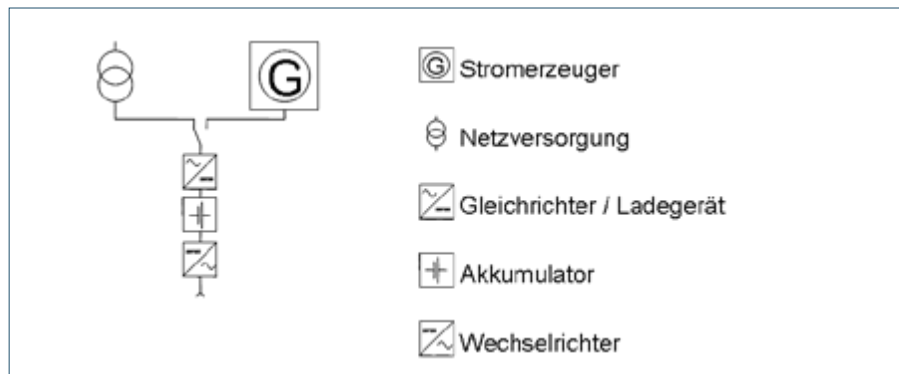 G
G Stromerzeuger
Netzversorgung
Gleichrichter / Ladegerät
Akkumulator
Wechselrichter